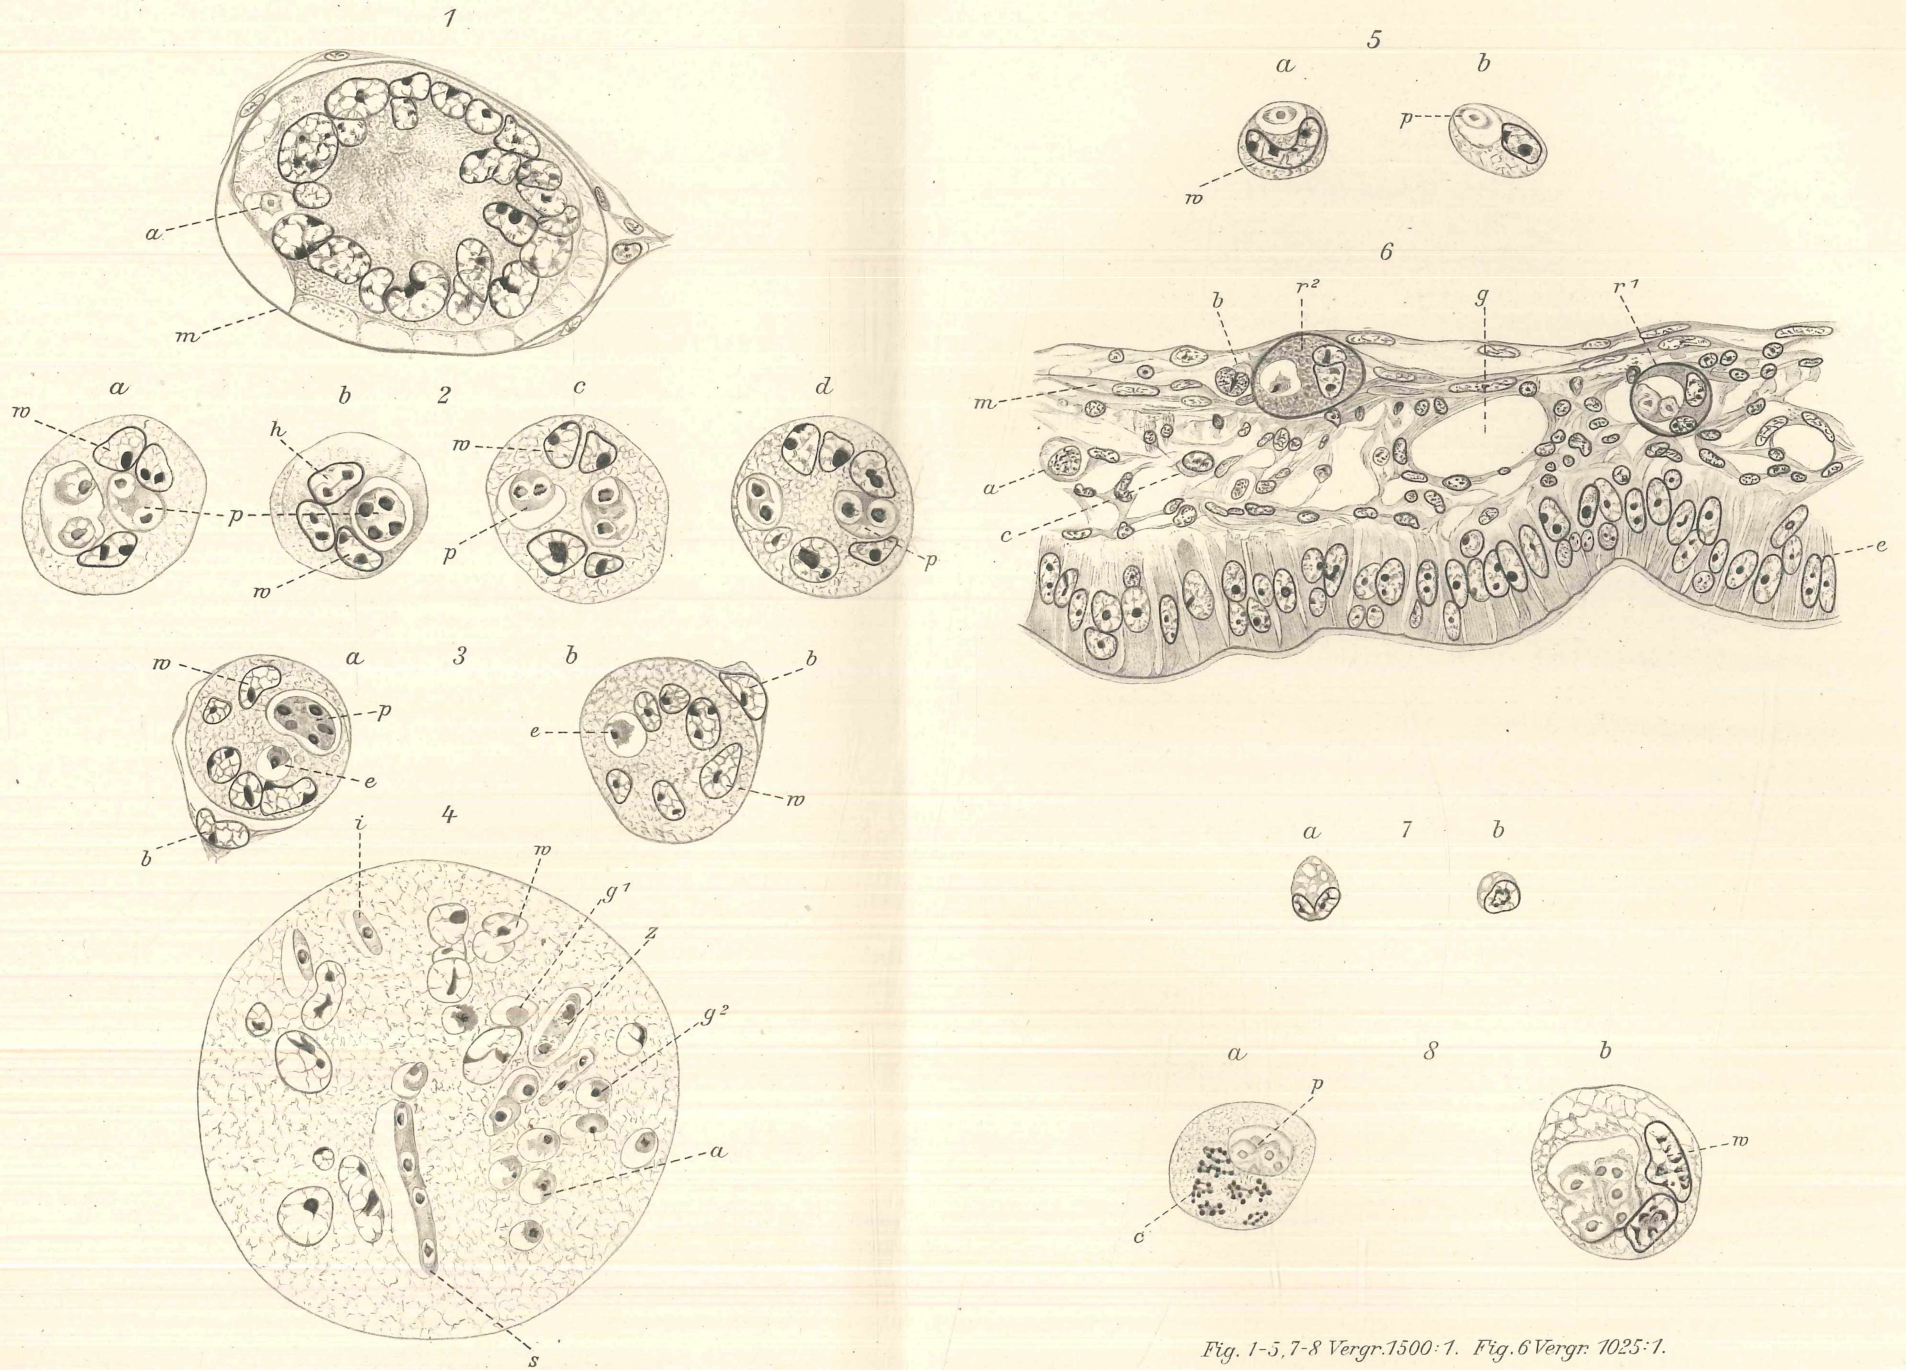 1
a
m
a b 2 c d
w
h
w
p
p
w
p
a 3 b
w
p
e
b
b
e
w
4
i
w
g1
z
g2
a
s
5
a b
p
w
6
b r2 g r1
m
a
c
e
a 7 b
a 8 b
p
c
w
Fig. 1-5, 7-8 Vergr. 1500:1. Fig. 6 Vergr. 1025:1.